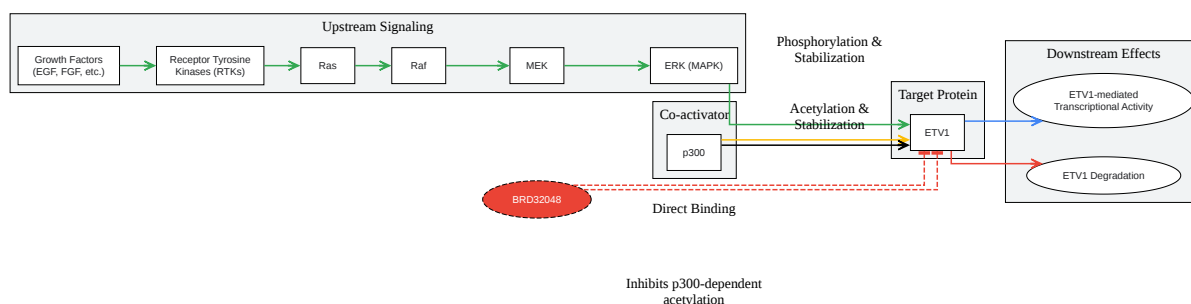 Upstream Signaling
Growth Factors
(EGF, FGF, etc.)
Receptor Tyrosine
Kinases (RTKs)
Ras
Raf
MEK
ERK (MAPK)
Phosphorylation &
Stabilization
Acetylation &
Stabilization
Co-activator
p300
Target Protein
ETV1
Downstream Effects
ETV1-mediated
Transcriptional Activity
ETV1 Degradation
BRD32048
Direct Binding
Inhibits p300-dependent
acetylation